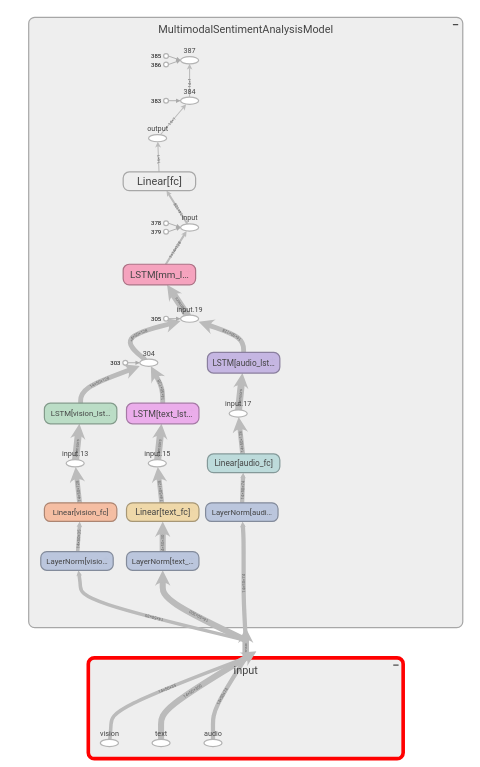 MultimodalSentimentAnalysisModel
387
385
386
384
383
output
Linear[fc]
input
378
379
LSTM[mm_l...
input.19
305
304
303
LSTM[audio_lst...
LSTM[vision_lst...
LSTM[text_lst...
input.17
input.13
input.15
Linear[audio_fc]
Linear[vision_fc]
Linear[text_fc]
LayerNorm[audi...
LayerNorm[visio...
LayerNorm[text_...
input
vision
text
audio